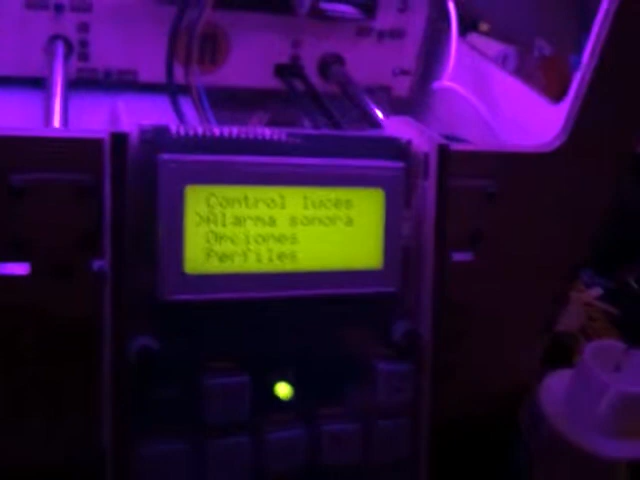 Control luces
>Alarma sonora
Opciones
Perfiles